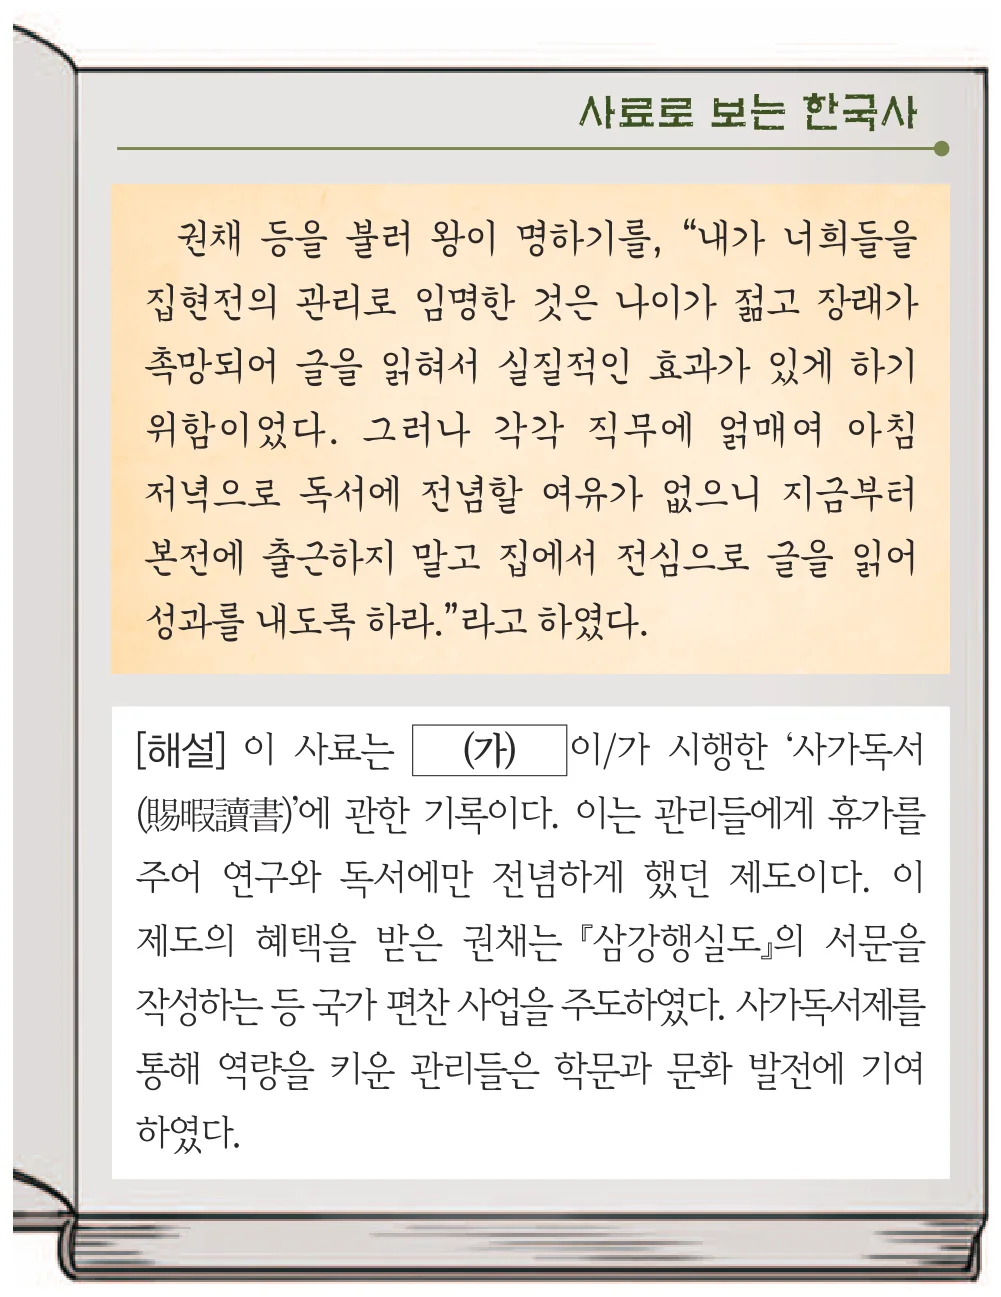 사료로 보는 한국사
권채 등을 불러 왕이 명하기를, “내가 너희들을
집현전의 관리로 임명한 것은 나이가 젊고 장래가
촉망되어 글을 읽혀서 실질적인 효과가 있게 하기
위함이었다. 그러나 각각 직무에 얽매여 아침
저녁으로 독서에 전념할 여유가 없으니 지금부터
본전에 출근하지 말고 집에서 전심으로 글을 읽어
성과를 내도록 하라.”라고 하였다.
[해설] 이 사료는 (가) 이/가 시행한 ‘사가독서
(賜暇讀書)’에 관한 기록이다. 이는 관리들에게 휴가를
주어 연구와 독서에만 전념하게 했던 제도이다. 이
제도의 혜택을 받은 권채는 『삼강행실도』의 서문을
작성하는 등 국가 편찬 사업을 주도하였다. 사가독서제를
통해 역량을 키운 관리들은 학문과 문화 발전에 기여
하였다.